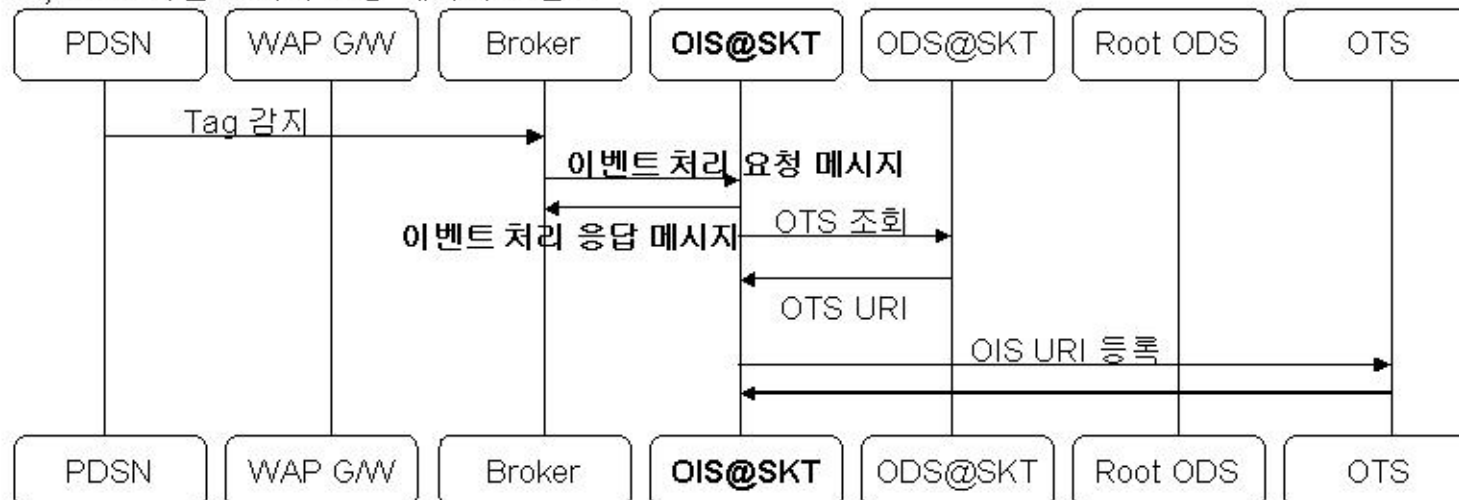 PDSN WAP G/W Broker OIS@SKT ODS@SKT Root ODS OTS
Tag 감지
이벤트 처리 요청 메시지
이벤트 처리 응답 메시지 OTS 조회
OTS URI
OIS URI 등록
PDSN WAP G/W Broker OIS@SKT ODS@SKT Root ODS OTS